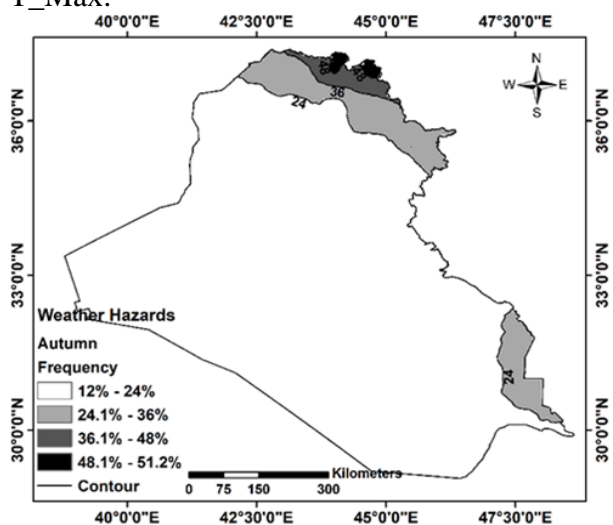 T_Max.
40°0'0"E 42°30'0"E 45°0'0"E 47°30'0"E
N
W E
S
36°0'0"N
33°0'0"N
30°0'0"N
36°0'0"N
33°0'0"N
30°0'0"N
48
48
36
24
24
Weather Hazards
Autumn
Frequency
12% - 24%
24.1% - 36%
36.1% - 48%
48.1% - 51.2%
Contour
Kilometers
0 75 150 300
40°0'0"E 42°30'0"E 45°0'0"E 47°30'0"E